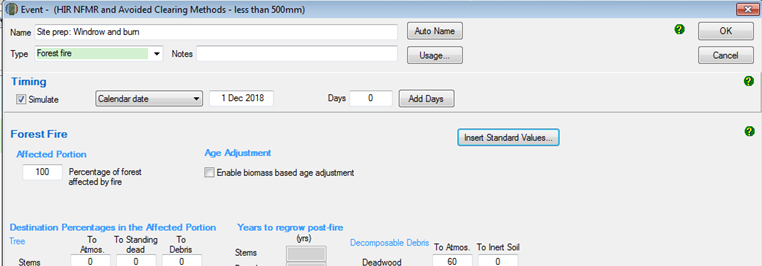 Event - (HIR NFMR and Avoided Clearing Methods - less than 500mm)
Name Site prep: Windrow and burn Auto Name OK
Type Forest fire Notes Usage... Cancel
Timing
Simulate Calendar date 1 Dec 2018 Days 0 Add Days
Forest Fire Insert Standard Values...
Affected Portion Age Adjustment
100 Percentage of forest affected by fire
Enable biomass based age adjustment
Destination Percentages in the Affected Portion Years to regrow post-fire
(yrs)
Tree To Atmos. To Standing dead To Debris Decomposable Debris To Atmos. To Inert Soil
Stems 0 0 0 Stems Deadwood 60 0